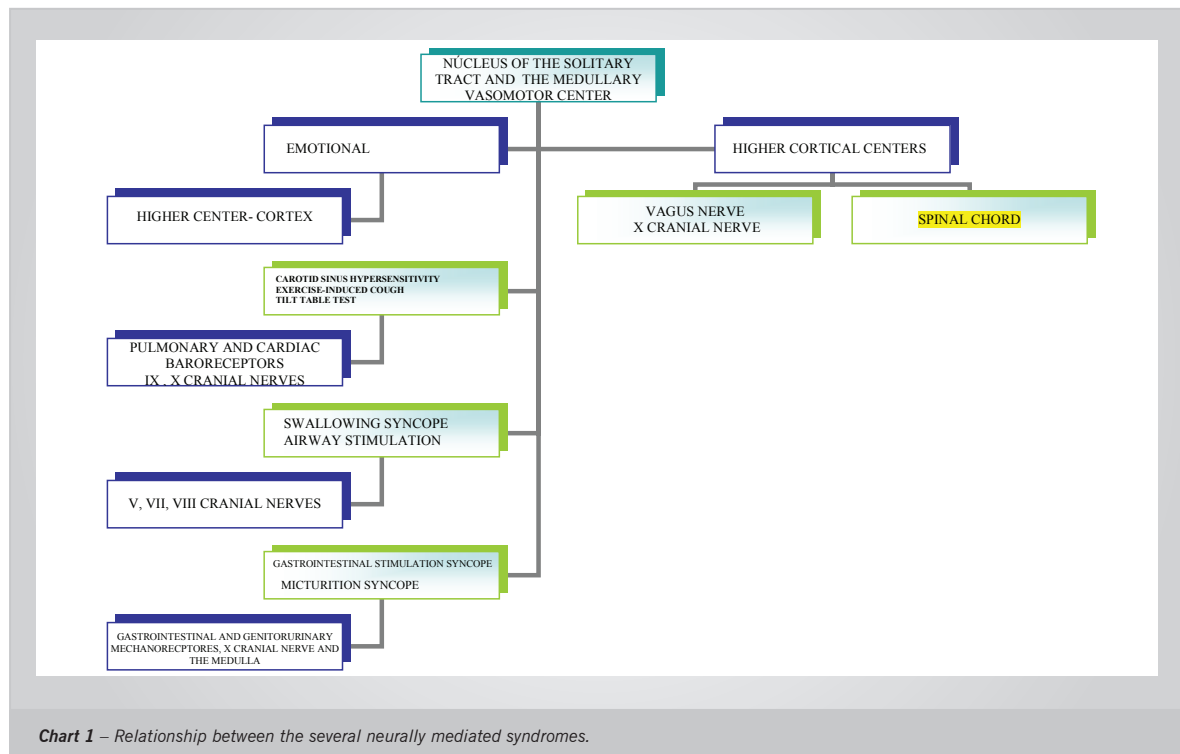 NÚCLEUS OF THE SOLITARY
TRACT AND THE MEDULLARY
VASOMOTOR CENTER
EMOTIONAL
HIGHER CORTICAL CENTERS
HIGHER CENTER- CORTEX
VAGUS NERVE
X CRANIAL NERVE
SPINAL CHORD
CAROTID SINUS HYPERSENSITIVITY
EXERCISE-INDUCED COUGH
TILT TABLE TEST
PULMONARY AND CARDIAC
BARORECEPTORS
IX , X CRANIAL NERVES
SWALLOWING SYNCOPE
AIRWAY STIMULATION
V, VII, VIII CRANIAL NERVES
GASTROINTESTINAL STIMULATION SYNCOPE
MICTURITION SYNCOPE
GASTROINTESTINAL AND GENITORURINARY
MECHANORECPTORES, X CRANIAL NERVE AND
THE MEDULLA
Chart 1 – Relationship between the several neurally mediated syndromes.